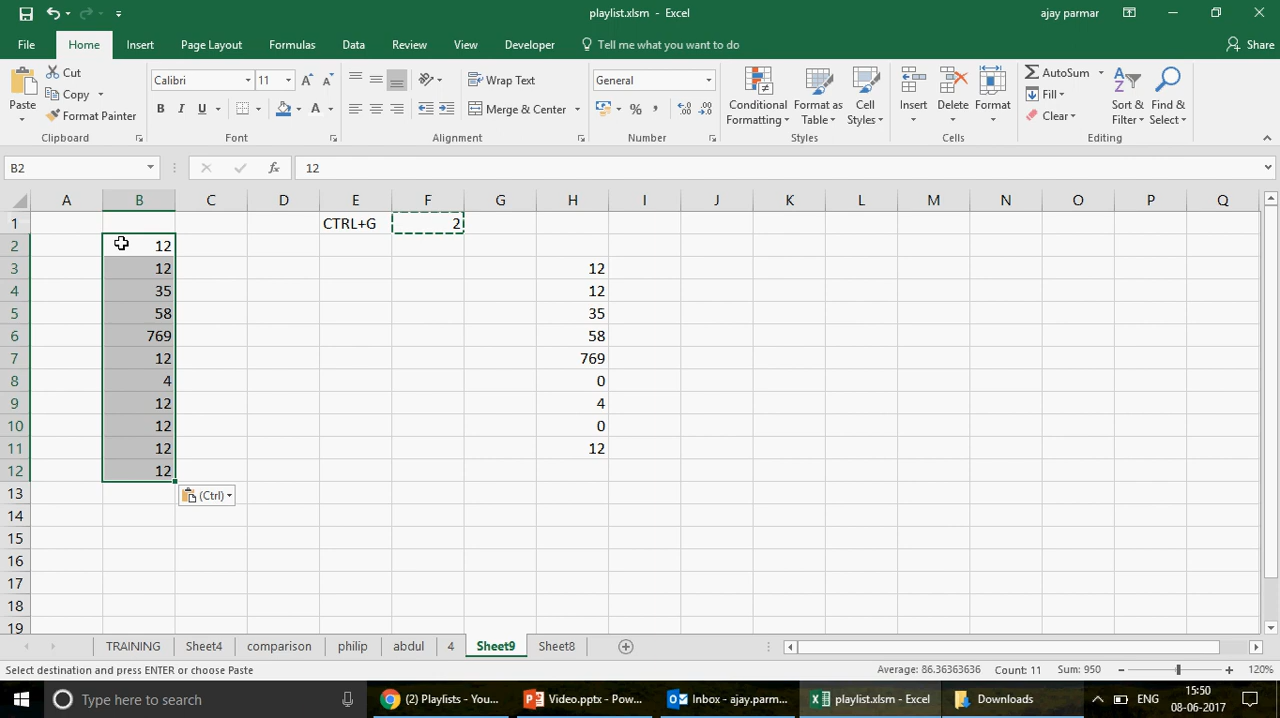 playlist.xlsm - Excel
ajay parmar
File Home Insert Page Layout Formulas Data Review View Developer Tell me what you want to do Share
Paste
Cut
Copy
Format Painter
Clipboard
Calibri 11
B I U
Font
Wrap Text
Merge & Center
Alignment
General
Number
Conditional Formatting
Format as Table
Cell Styles
Styles
Insert
Delete
Format
Cells
AutoSum
Fill
Clear
Sort & Filter
Find & Select
Editing
B2
fx
12
A B C D E F G H I J K L M N O P Q
1 CTRL+G 2
2 12
3 12 12
4 35 12
5 58 35
6 769 58
7 12 769
8 4 0
9 12 4
10 12 0
11 12 12
12 12
13 (Ctrl)
14
15
16
17
18
19
TRAINING Sheet4 comparison philip abdul 4 Sheet9 Sheet8
Select destination and press ENTER or choose Paste
Average: 86.36363636 Count: 11 Sum: 950
120%
Type here to search
(2) Playlists - You...
Video.pptx - Pow...
Inbox - ajay.parm...
playlist.xlsm - Excel
Downloads
ENG
15:50
08-06-2017